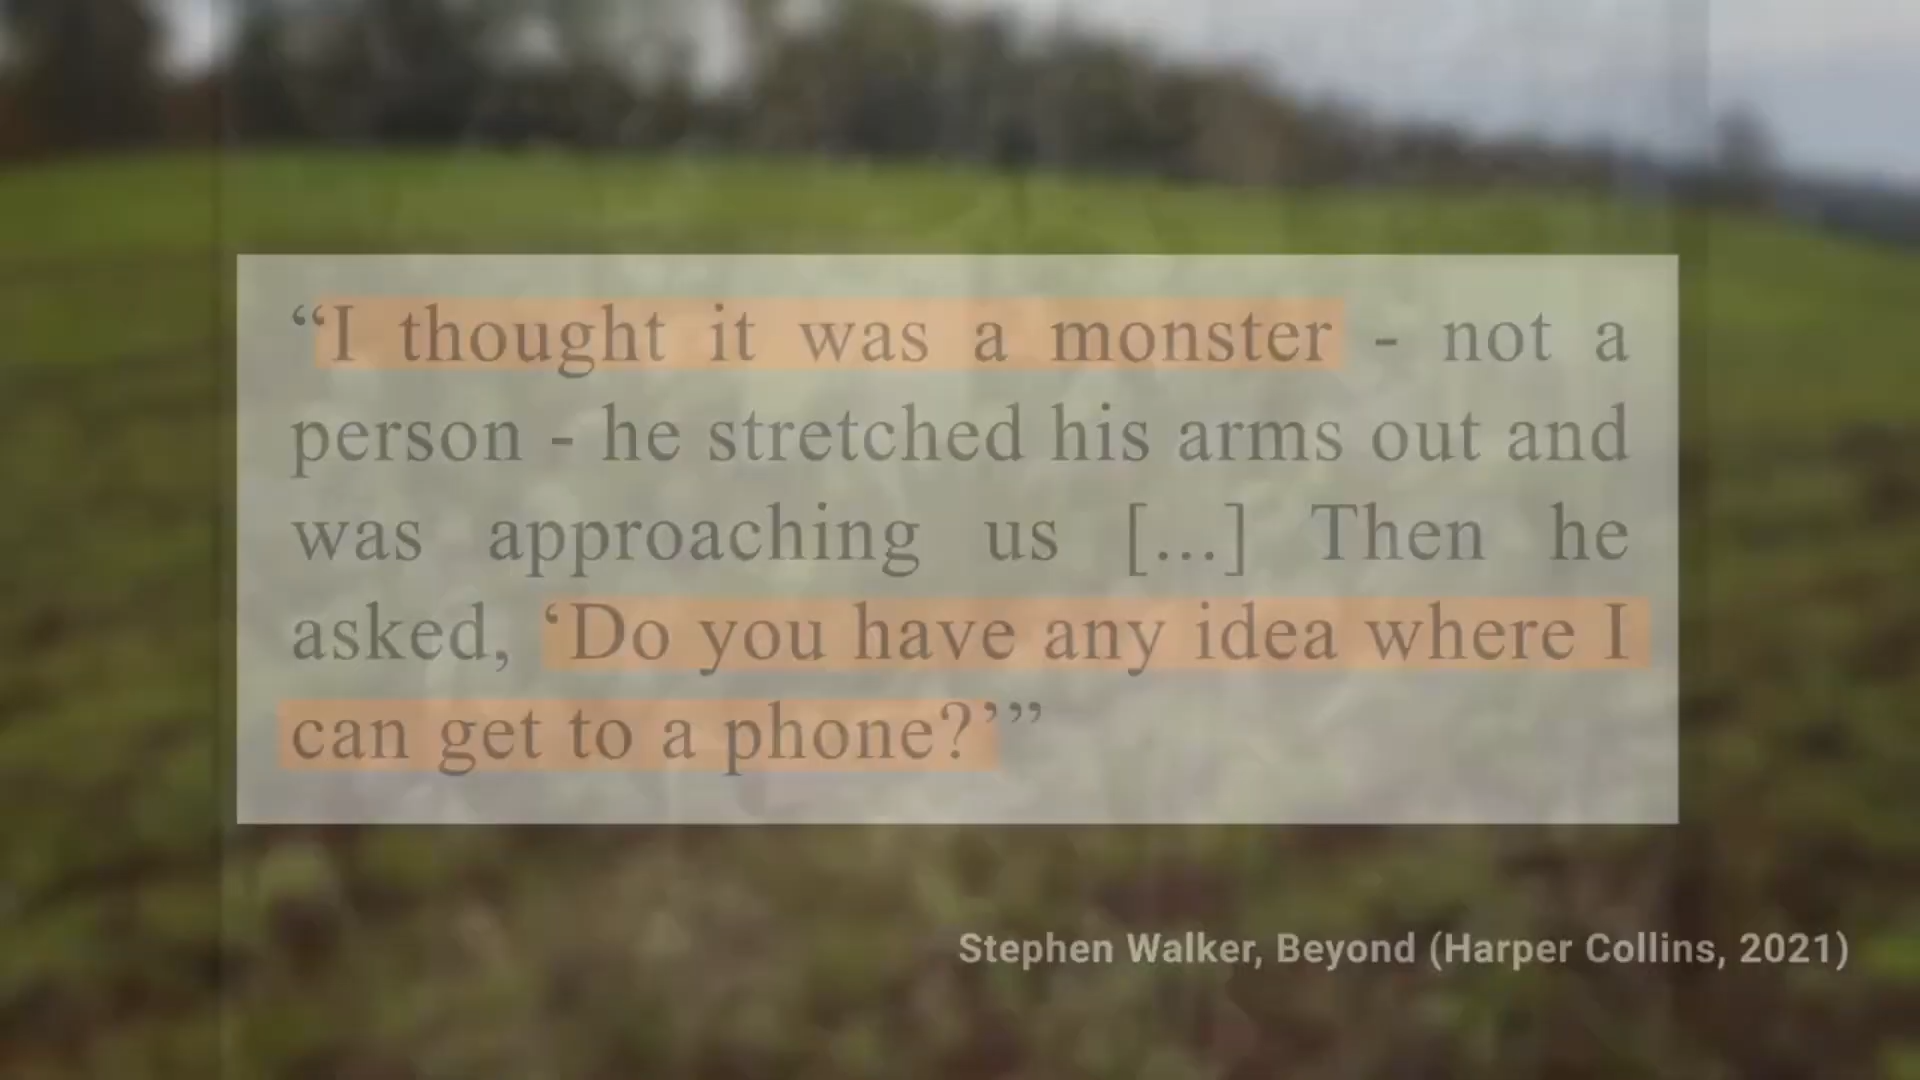 “I thought it was a monster - not a
person - he stretched his arms out and
was approaching us [...] Then he
asked, ‘Do you have any idea where I
can get to a phone?’”
Stephen Walker, Beyond (Harper Collins, 2021)